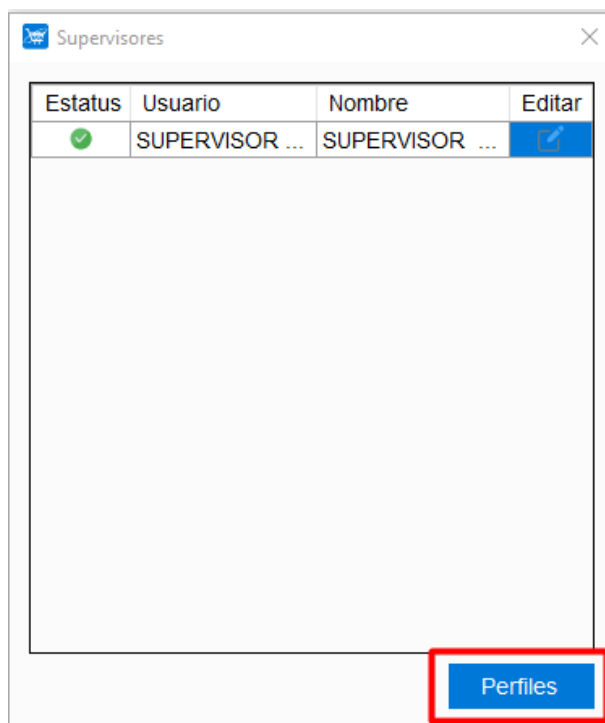 Supervisores
Estatus Usuario Nombre Editar
SUPERVISOR ... SUPERVISOR ...
Perfiles